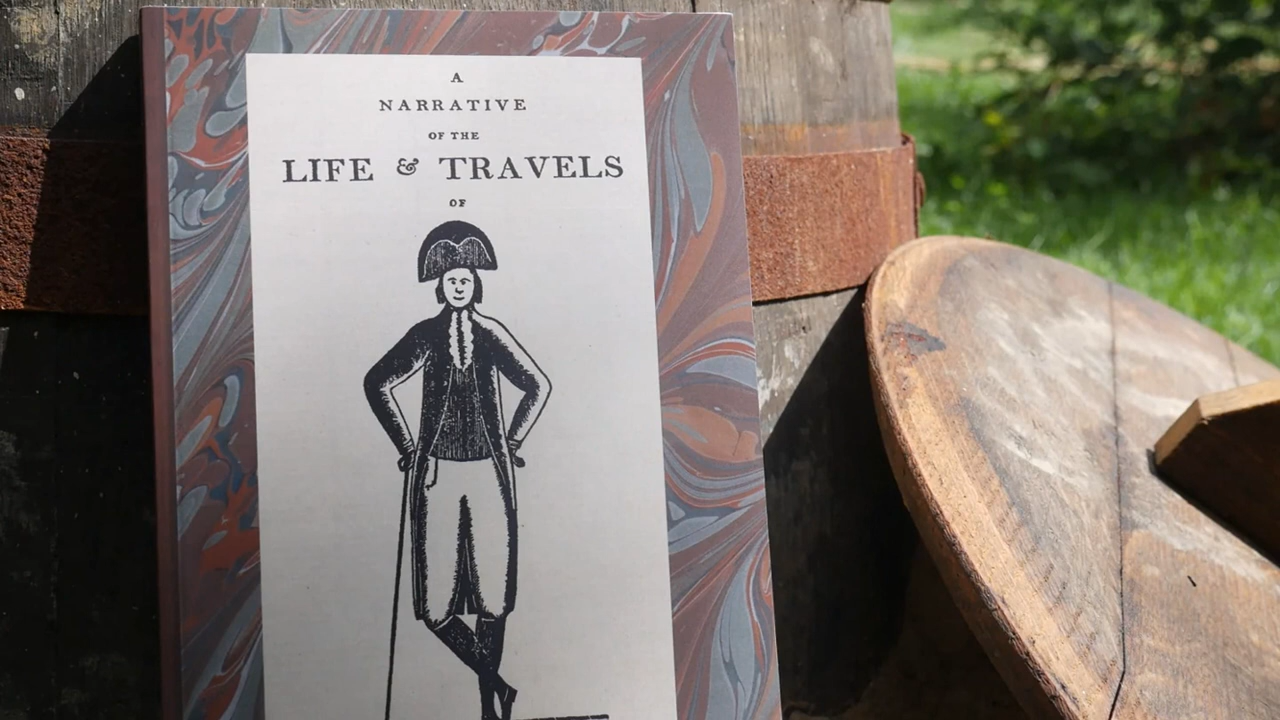 A
NARRATIVE
OF THE
LIFE & TRAVELS
OF